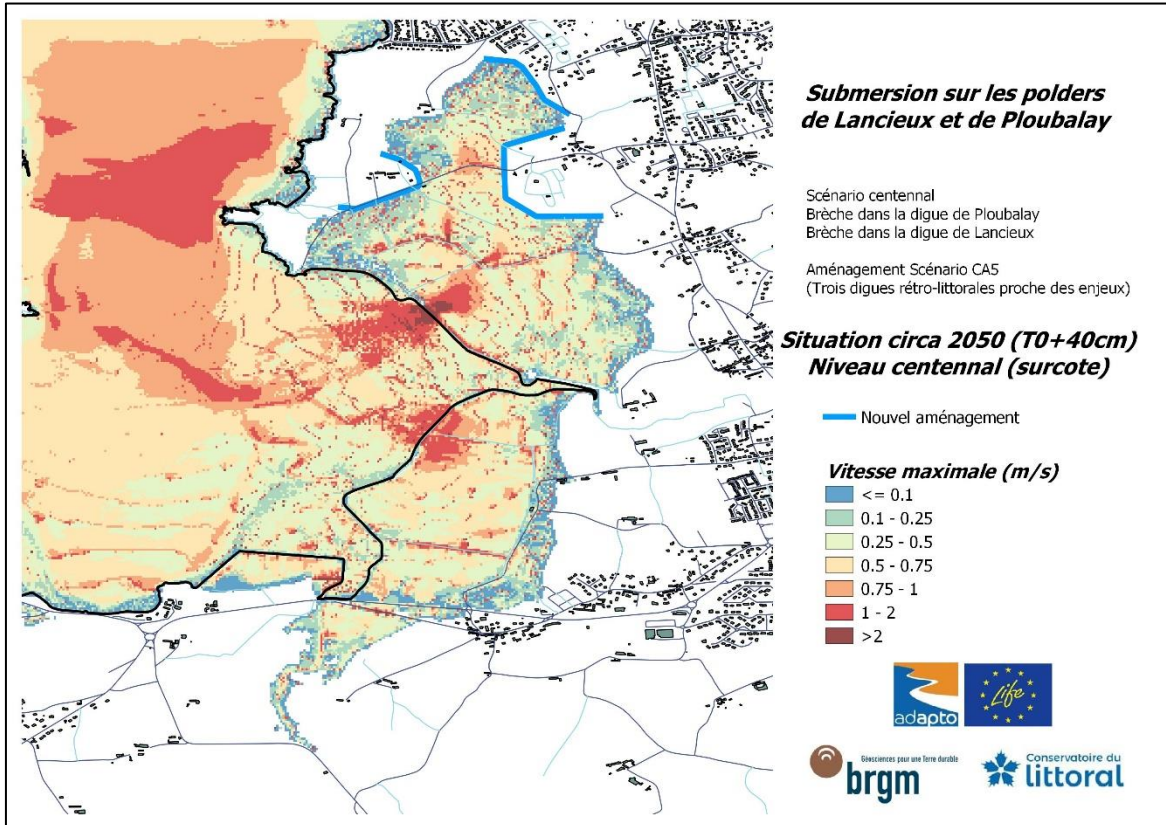 Submersion sur les polders
de Lancieux et de Ploubalay
Scénario centennal
Brèche dans la digue de Ploubalay
Brèche dans la digue de Lancieux
Aménagement Scénario CA5
(Trois digues rétro-littorales proche des enjeux)
Situation circa 2050 (T0+40cm)
Niveau centennal (surcote)
Nouvel aménagement
Vitesse maximale (m/s)
<= 0.1
0.1 - 0.25
0.25 - 0.5
0.5 - 0.75
0.75 - 1
1 - 2
>2
adapto
Life
Géosciences pour une Terre durable
brgm
Conservatoire du
littoral